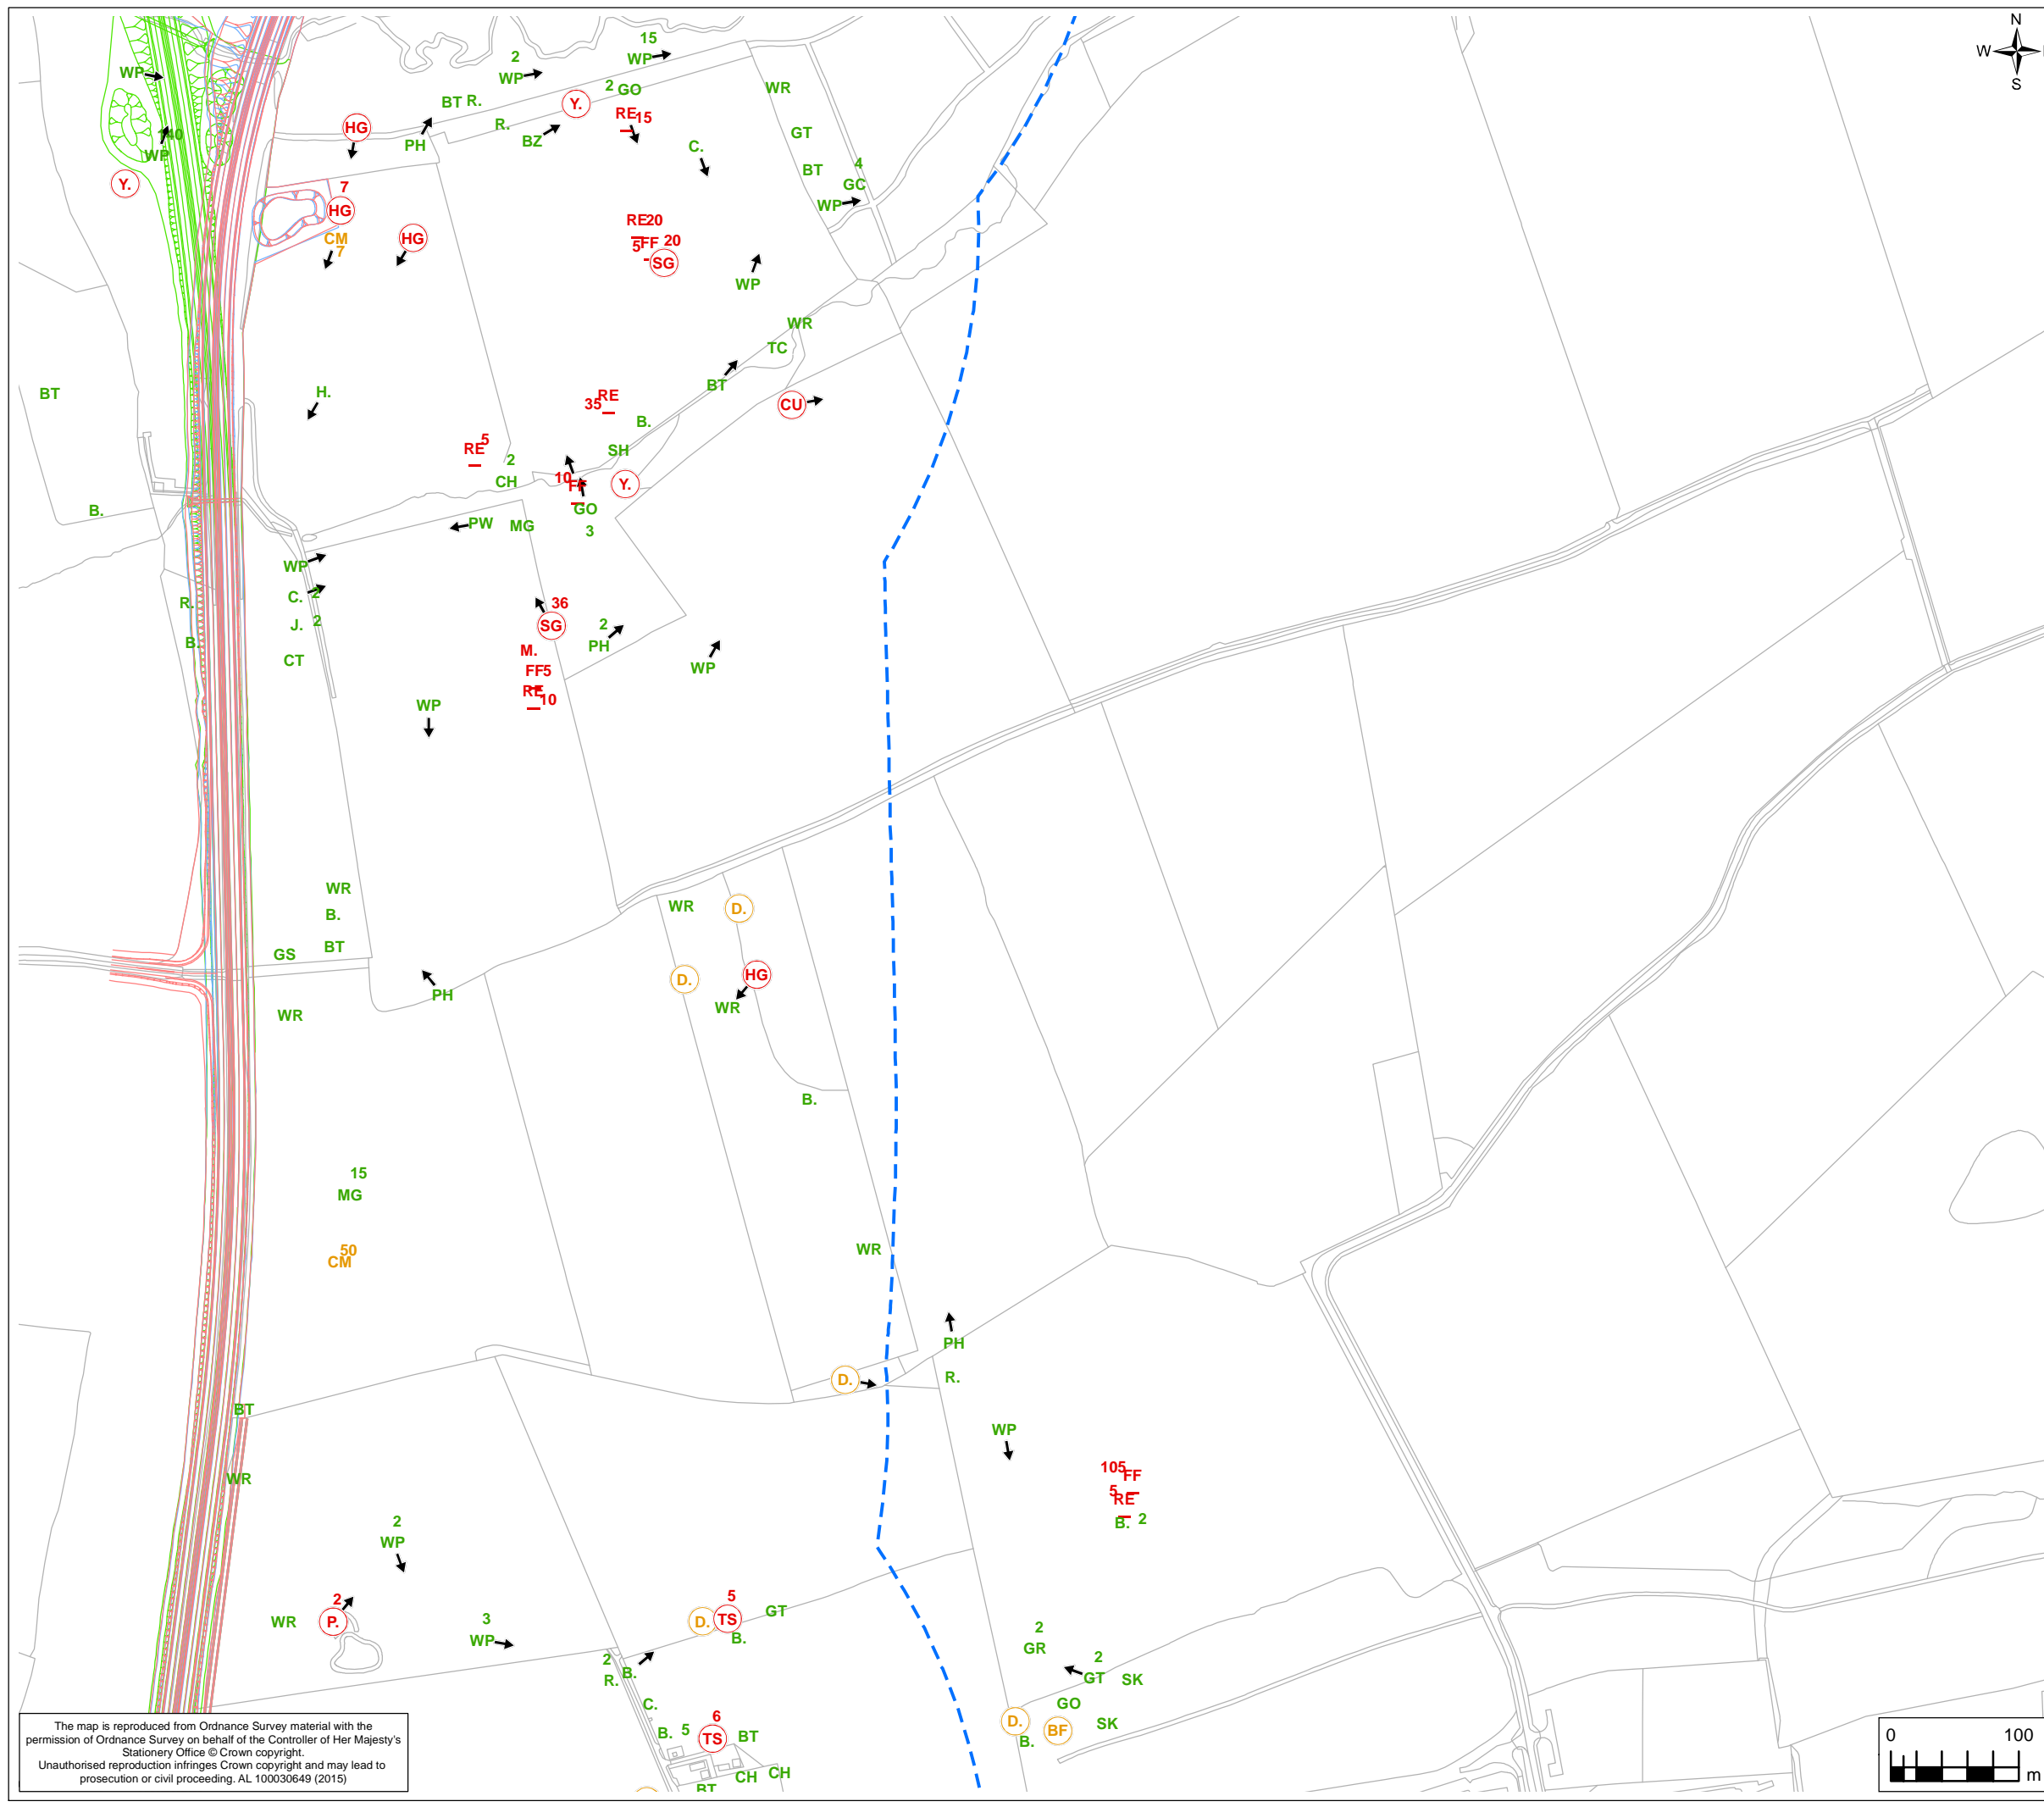 N
W
S
15
2
WP
WP
WP
2
GO
WR
BT R.
Y.
RE
15
HG
R.
GT
140
BZ
PH
C.
WP
4
BT
GC
Y.
7
HG
WP
RE 20
HG
CM
7
5 FF 20
SG
WP
WR
TC
BT
BT
H.
RE
35
CU
B.
5
RE
SH
2
10
CH
FF
Y.
B.
GO
PW
MG
3
WP
C. 2
R.
36
J. 2
SG
2
B.
PH
M.
CT
FF 5
WP
RE
10
WP
WR
WR
D.
B.
BT
GS
D.
HG
PH
WR
WR
B.
15
MG
WR
50
CM
PH
D.
R.
BT
WP
WR
105
FF
5
RE
2
B. 2
WP
2
5
WR
P.
3
D.
TS
GT
2
WP
B.
GR
2
2
B.
GT
SK
R.
C.
GO
6
D.
BF
SK
B. 5
TS
BT
B.
CH
CH
BT
The map is reproduced from Ordnance Survey material with the
permission of Ordnance Survey on behalf of the Controller of Her Majesty's
Stationery Office © Crown copyright.
Unauthorised reproduction infringes Crown copyright and may lead to
prosecution or civil proceeding. AL 100030649 (2015)
0 100
m